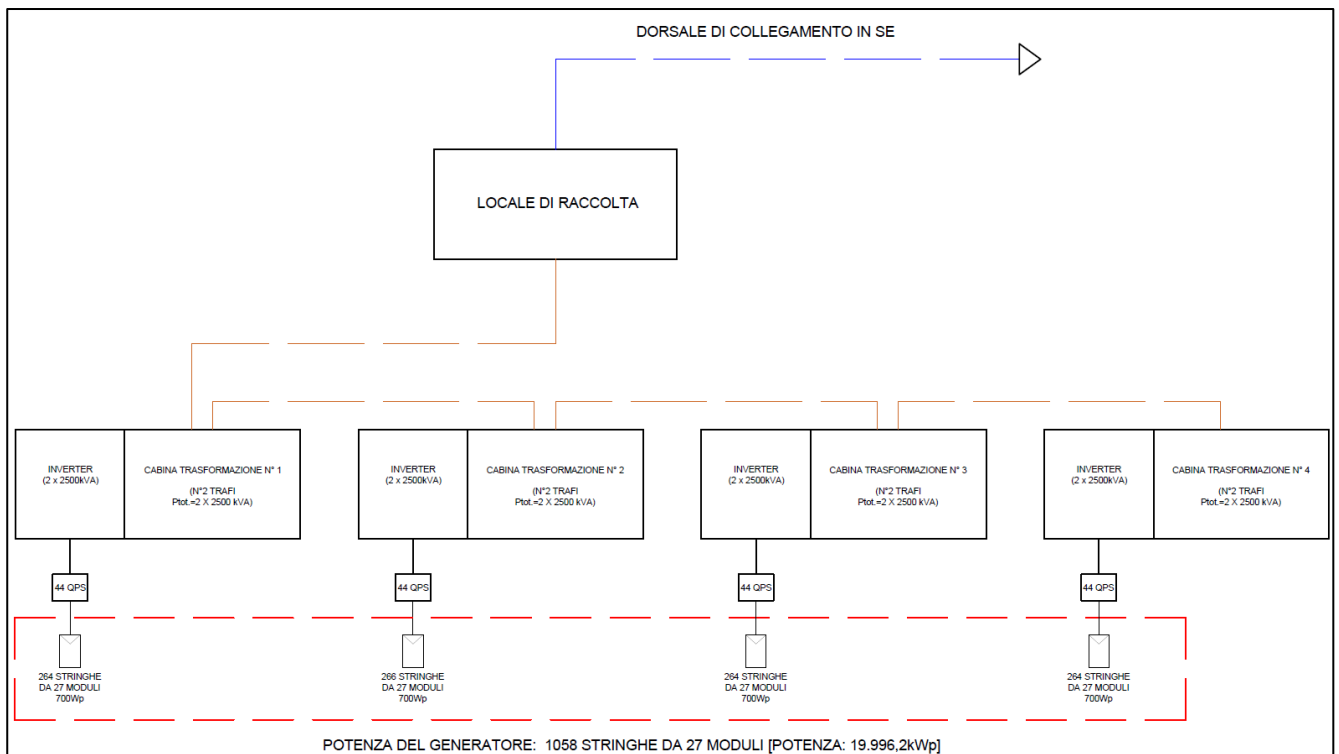 DORSALE DI COLLEGAMENTO IN SE
LOCALE DI RACCOLTA
INVERTER
(2 x 2500kVA)
CABINA TRASFORMAZIONE N° 1
(N°2 TRAFI
Ptot.=2 X 2500 kVA)
INVERTER
(2 x 2500kVA)
CABINA TRASFORMAZIONE N° 2
(N°2 TRAFI
Ptot.=2 X 2500 kVA)
INVERTER
(2 x 2500kVA)
CABINA TRASFORMAZIONE N° 3
(N°2 TRAFI
Ptot.=2 X 2500 kVA)
INVERTER
(2 x 2500kVA)
CABINA TRASFORMAZIONE N° 4
(N°2 TRAFI
Ptot.=2 X 2500 kVA)
44 QPS
44 QPS
44 QPS
44 QPS
264 STRINGHE
DA 27 MODULI
700Wp
266 STRINGHE
DA 27 MODULI
700Wp
264 STRINGHE
DA 27 MODULI
700Wp
264 STRINGHE
DA 27 MODULI
700Wp
POTENZA DEL GENERATORE: 1058 STRINGHE DA 27 MODULI [POTENZA: 19.996,2kWp]